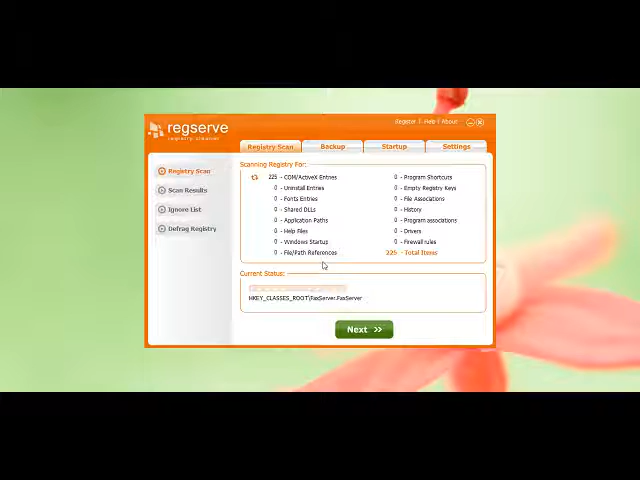 regserve
registry cleaner
Register | Help | About
Registry Scan Backup Startup Settings
Registry Scan
Scan Results
Ignore List
Defrag Registry
Scanning Registry For:
225 - COM/ActiveX Entries
0 - Uninstall Entries
0 - Fonts Entries
0 - Shared DLLs
0 - Application Paths
0 - Help Files
0 - Windows Startup
0 - File/Path References
0 - Program Shortcuts
0 - Empty Registry Keys
0 - File Associations
0 - History
0 - Program associations
0 - Drivers
0 - Firewall rules
225 - Total Items
Current Status:
HKEY_CLASSES_ROOT\FaxServer.FaxServer
Next >>